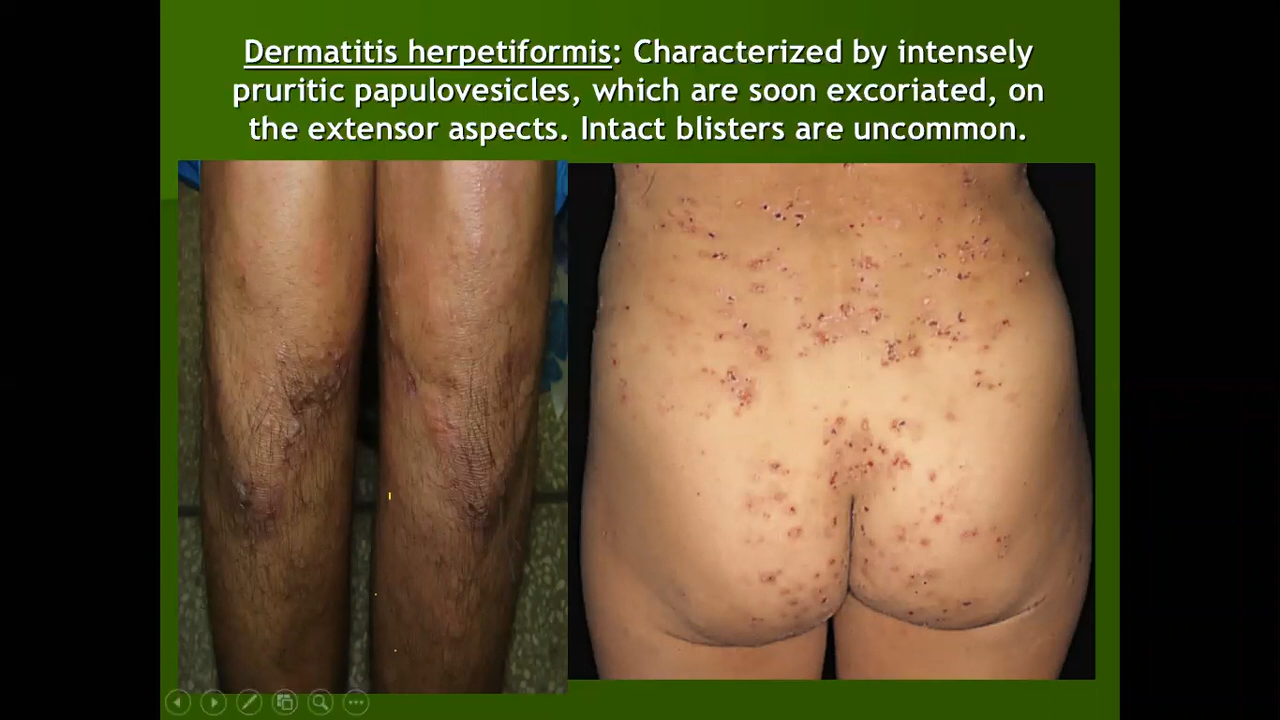 Dermatitis herpetiformis: Characterized by intensely
pruritic papulovesicles, which are soon excoriated, on
the extensor aspects. Intact blisters are uncommon.